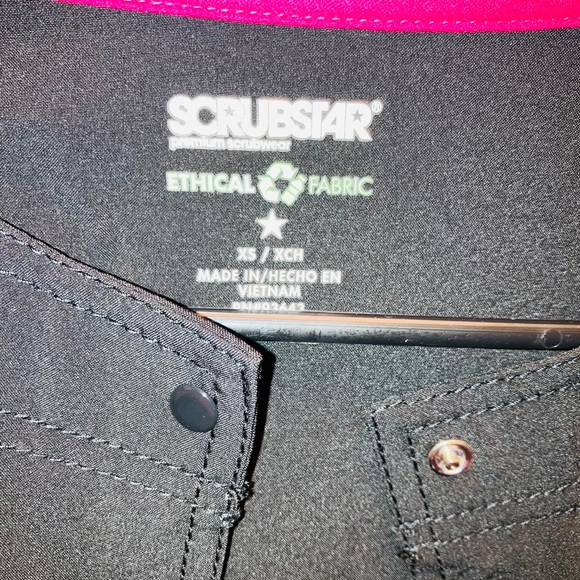 SCRUBSTAR®
premium scrubwear
ETHICAL FABRIC
XS / XCH
MADE IN/HECHO EN
VIETNAM